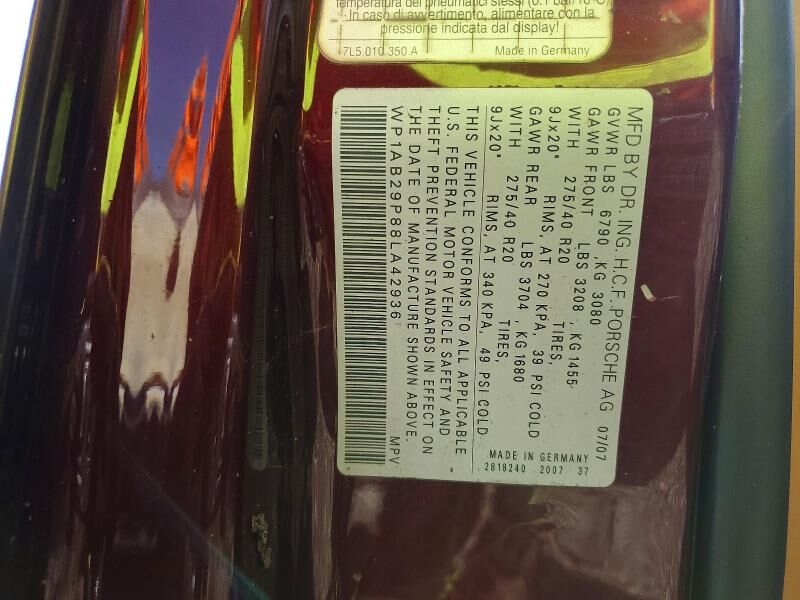 temperatura dei pneumatici stessi (0.1 bar/10°C)
In caso di avvertimento, alimentare con la
pressione indicata dal display!
7L5.010.350.A Made in Germany
MFD BY DR. ING. H.C.F. PORSCHE AG 07/07
GVWR LBS 6790 ,KG 3080
GAWR FRONT LBS 3208 ,KG 1455
WITH 275/40 R20 TIRES,
9Jx20" RIMS, AT 270 KPA, 39 PSI COLD
GAWR REAR LBS 3704 ,KG 1680
WITH 275/40 R20 TIRES,
9Jx20" RIMS, AT 340 KPA, 49 PSI COLD
MADE IN GERMANY
2818240 2007 37
THIS VEHICLE CONFORMS TO ALL APPLICABLE
U.S. FEDERAL MOTOR VEHICLE SAFETY AND
THEFT PREVENTION STANDARDS IN EFFECT ON
THE DATE OF MANUFACTURE SHOWN ABOVE.
WP1AB29P88LA42936 MPV